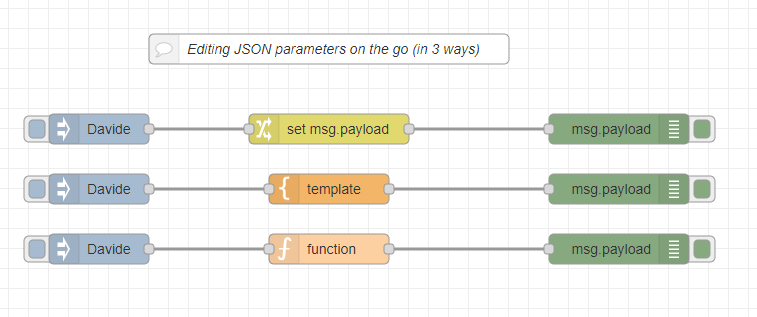 Editing JSON parameters on the go (in 3 ways)
Davide set msg.payload msg.payload
Davide template msg.payload
Davide function msg.payload